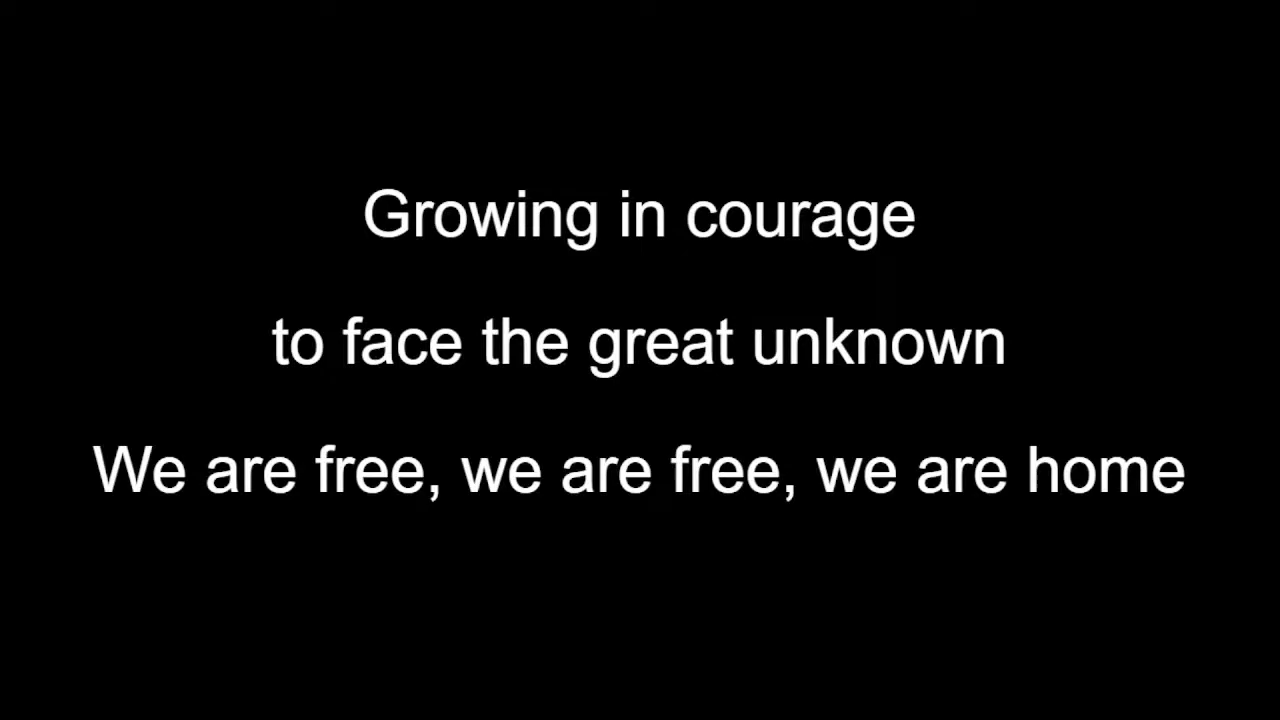 Growing in courage
to face the great unknown
We are free, we are free, we are home